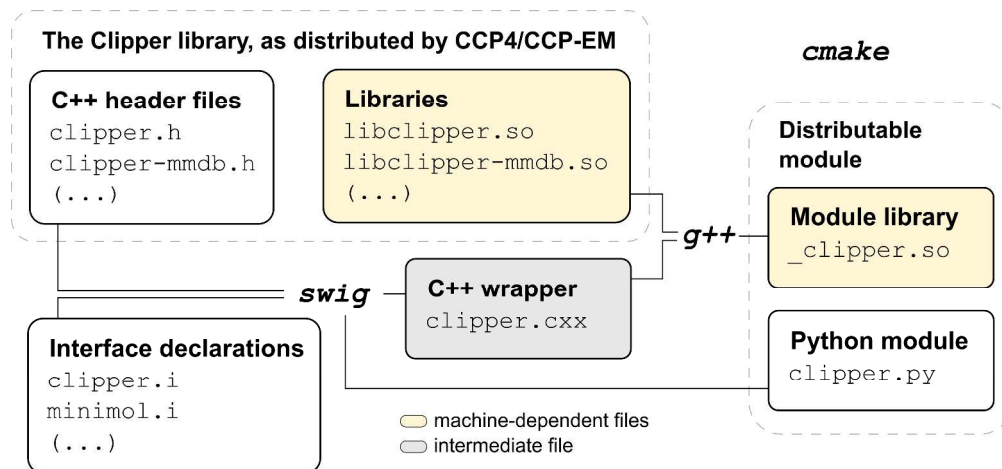 The Clipper library, as distributed by CCP4/CCP-EM
C++ header files
clipper.h
clipper-mmdb.h
(...)
Libraries
libclipper.so
libclipper-mmdb.so
(...)
cmake
Distributable
module
Module library
_clipper.so
g++
swig
C++ wrapper
clipper.cxx
Interface declarations
clipper.i
minimol.i
(...)
Python module
clipper.py
machine-dependent files
intermediate file